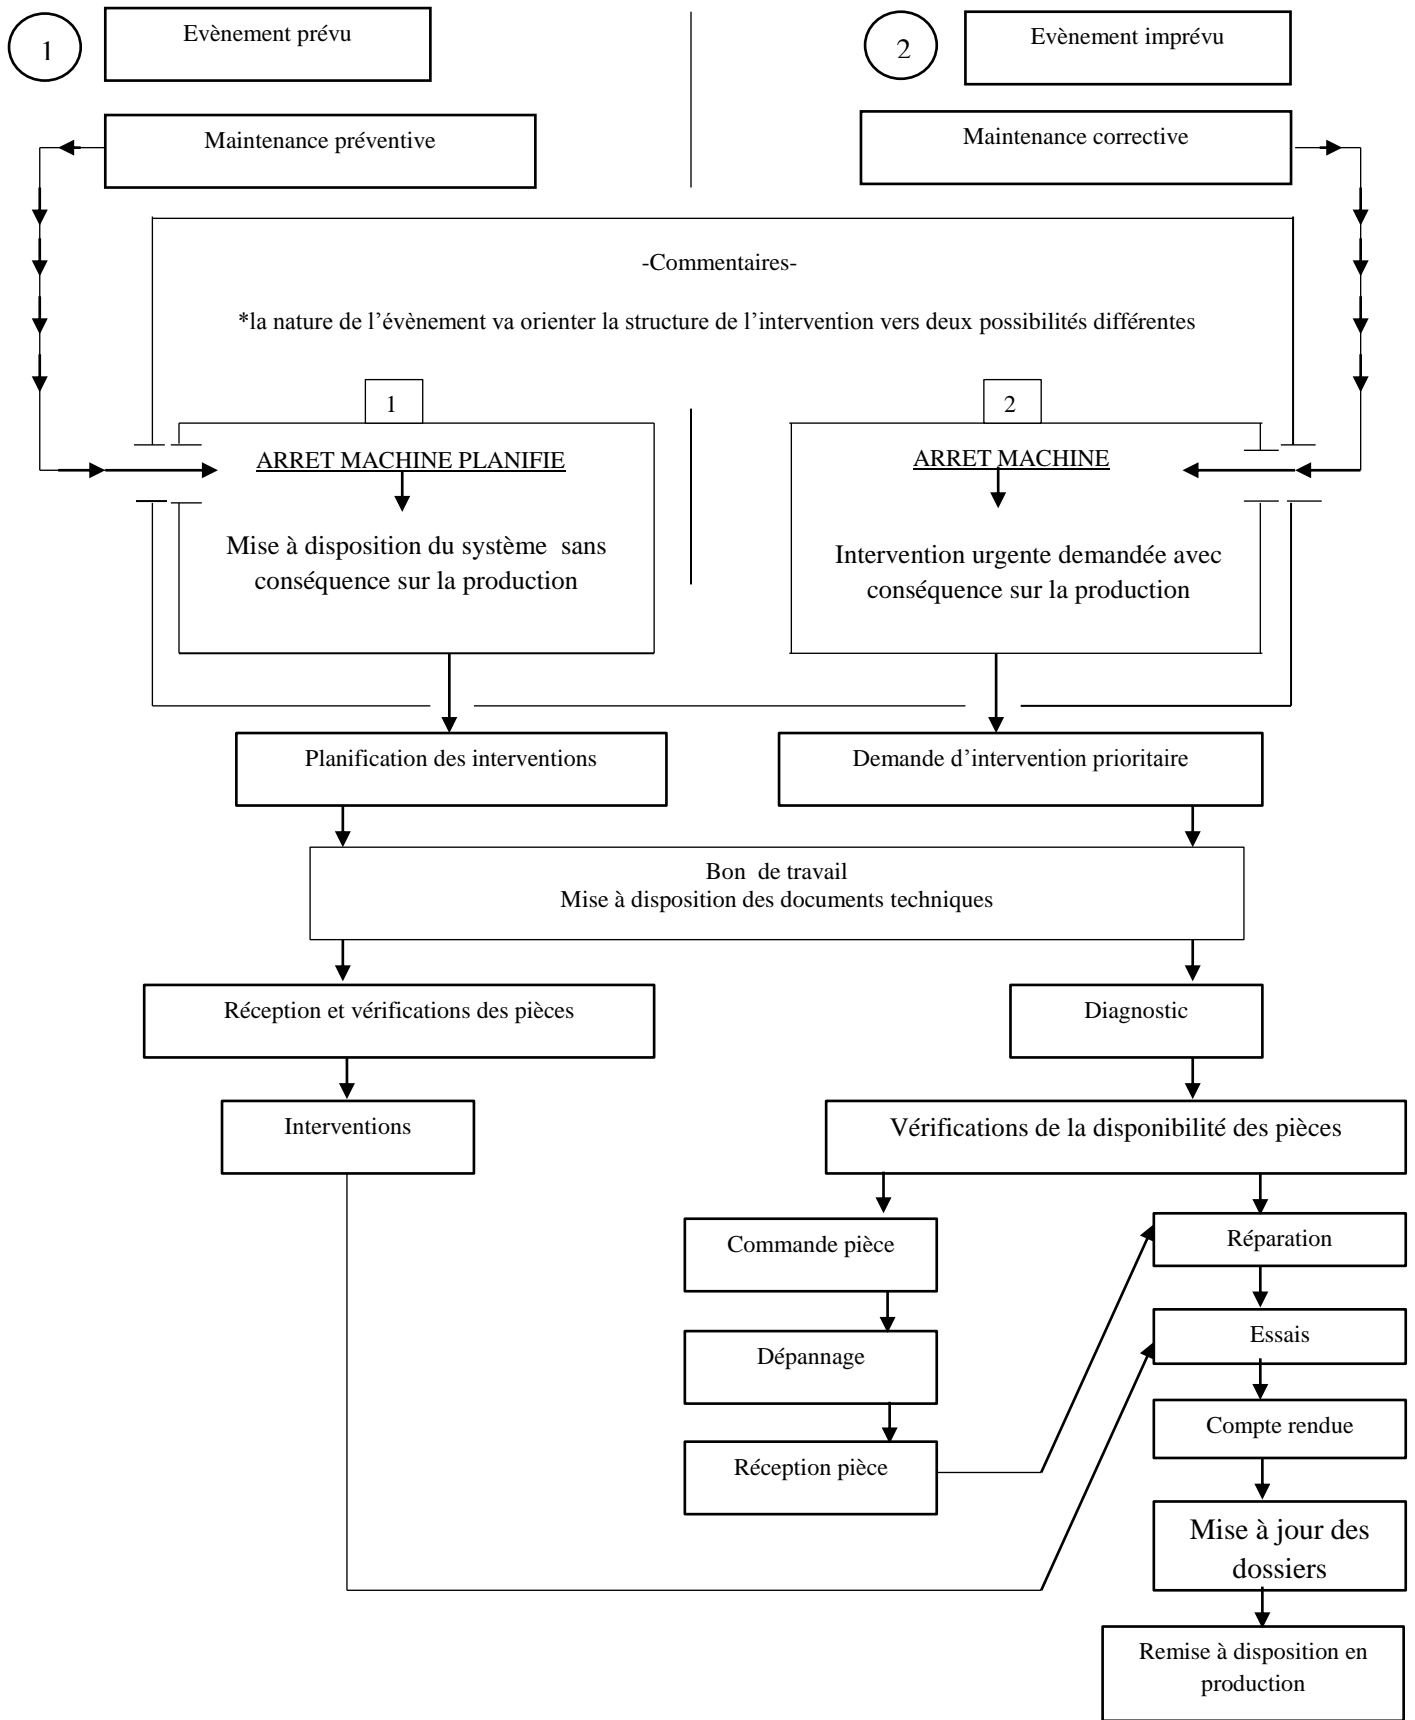 1
Evènement prévu
2
Evènement imprévu
Maintenance préventive
Maintenance corrective
-Commentaires-
*la nature de l’évènement va orienter la structure de l’intervention vers deux possibilités différentes
1
2
ARRET MACHINE PLANIFIE
ARRET MACHINE
Mise à disposition du système sans
conséquence sur la production
Intervention urgente demandée avec
conséquence sur la production
Planification des interventions
Demande d’intervention prioritaire
Bon de travail
Mise à disposition des documents techniques
Réception et vérifications des pièces
Diagnostic
Interventions
Vérifications de la disponibilité des pièces
Commande pièce
Réparation
Dépannage
Essais
Réception pièce
Compte rendue
Mise à jour des
dossiers
Remise à disposition en
production